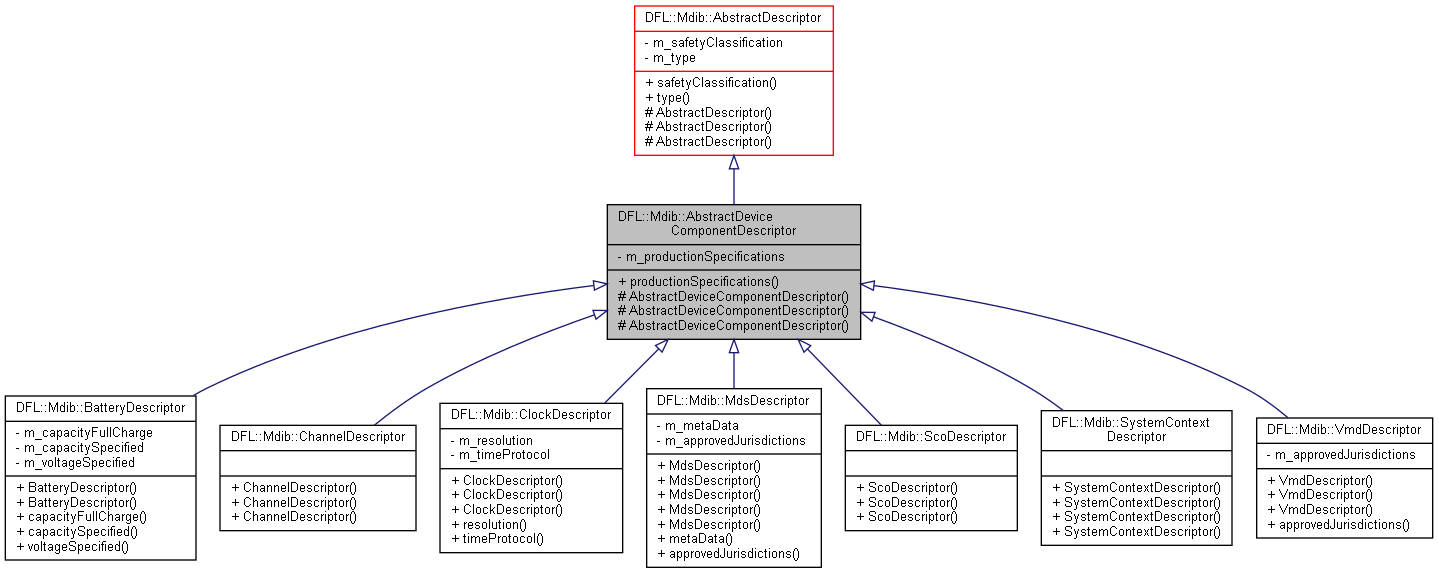 DFL::Mdib::AbstractDescriptor
- m_safetyClassification
- m_type
+ safetyClassification()
+ type()
# AbstractDescriptor()
# AbstractDescriptor()
# AbstractDescriptor()
DFL::Mdib::AbstractDevice
ComponentDescriptor
- m_productionSpecifications
+ productionSpecifications()
# AbstractDeviceComponentDescriptor()
# AbstractDeviceComponentDescriptor()
# AbstractDeviceComponentDescriptor()
DFL::Mdib::BatteryDescriptor
- m_capacityFullCharge
- m_capacitySpecified
- m_voltageSpecified
+ BatteryDescriptor()
+ BatteryDescriptor()
+ capacityFullCharge()
+ capacitySpecified()
+ voltageSpecified()
DFL::Mdib::ChannelDescriptor
+ ChannelDescriptor()
+ ChannelDescriptor()
+ ChannelDescriptor()
DFL::Mdib::ClockDescriptor
- m_resolution
- m_timeProtocol
+ ClockDescriptor()
+ ClockDescriptor()
+ ClockDescriptor()
+ resolution()
+ timeProtocol()
DFL::Mdib::MdsDescriptor
- m_metaData
- m_approvedJurisdictions
+ MdsDescriptor()
+ MdsDescriptor()
+ MdsDescriptor()
+ MdsDescriptor()
+ MdsDescriptor()
+ metaData()
+ approvedJurisdictions()
DFL::Mdib::ScoDescriptor
+ ScoDescriptor()
+ ScoDescriptor()
+ ScoDescriptor()
DFL::Mdib::SystemContext
Descriptor
+ SystemContextDescriptor()
+ SystemContextDescriptor()
+ SystemContextDescriptor()
+ SystemContextDescriptor()
DFL::Mdib::VmdDescriptor
- m_approvedJurisdictions
+ VmdDescriptor()
+ VmdDescriptor()
+ VmdDescriptor()
+ approvedJurisdictions()